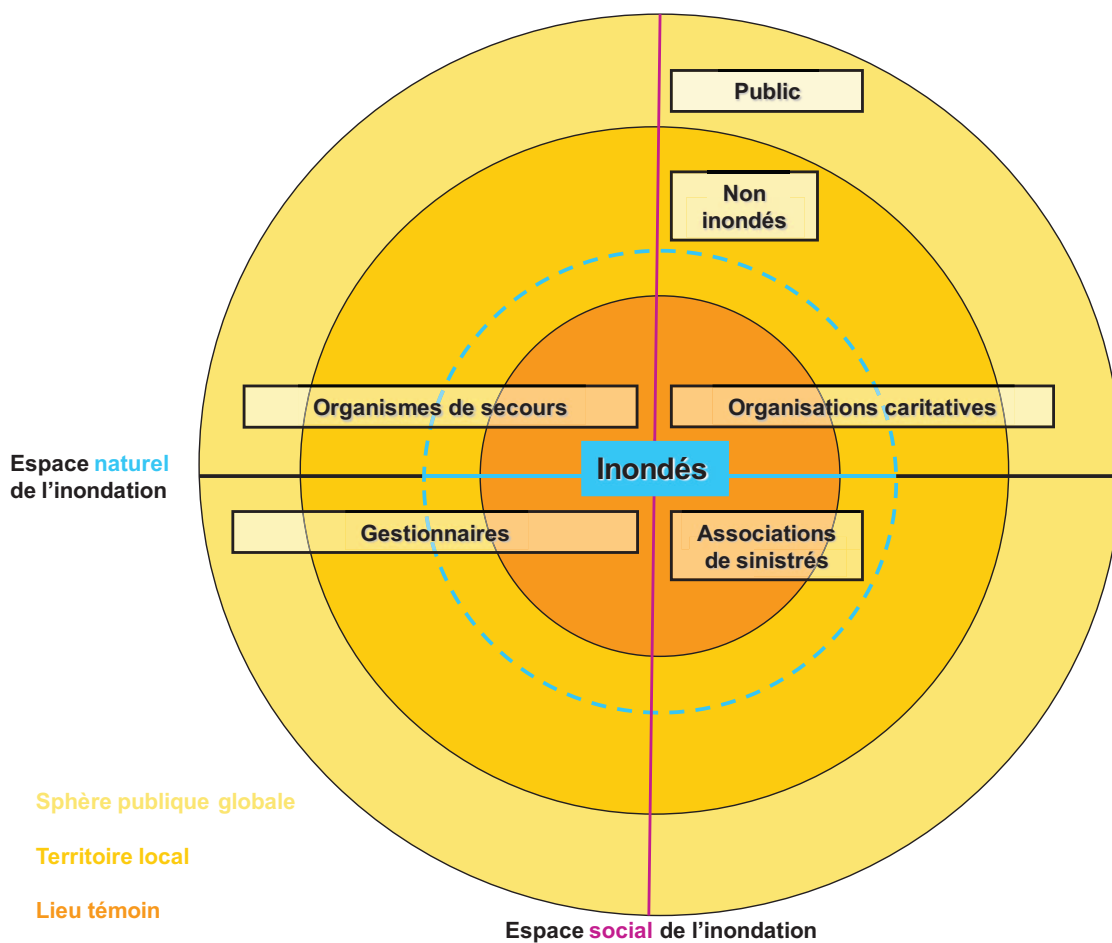 Public
Non
inondés
Organismes de secours
Organisations caritatives
Espace naturel
de l’inondation
Inondés
Gestionnaires
Associations
de sinistrés
Sphère publique globale
Territoire local
Lieu témoin
Espace social de l’inondation